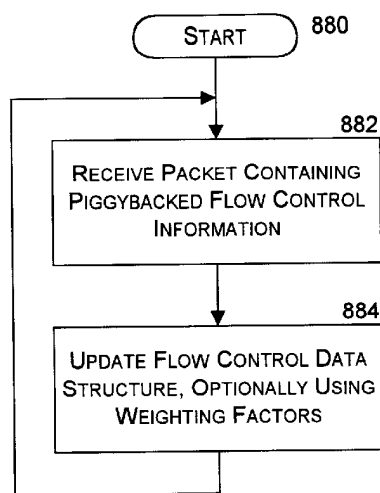 START
880
882
RECEIVE PACKET CONTAINING
PIGGYBACKED FLOW CONTROL
INFORMATION
884
UPDATE FLOW CONTROL DATA
STRUCTURE, OPTIONALLY USING
WEIGHTING FACTORS